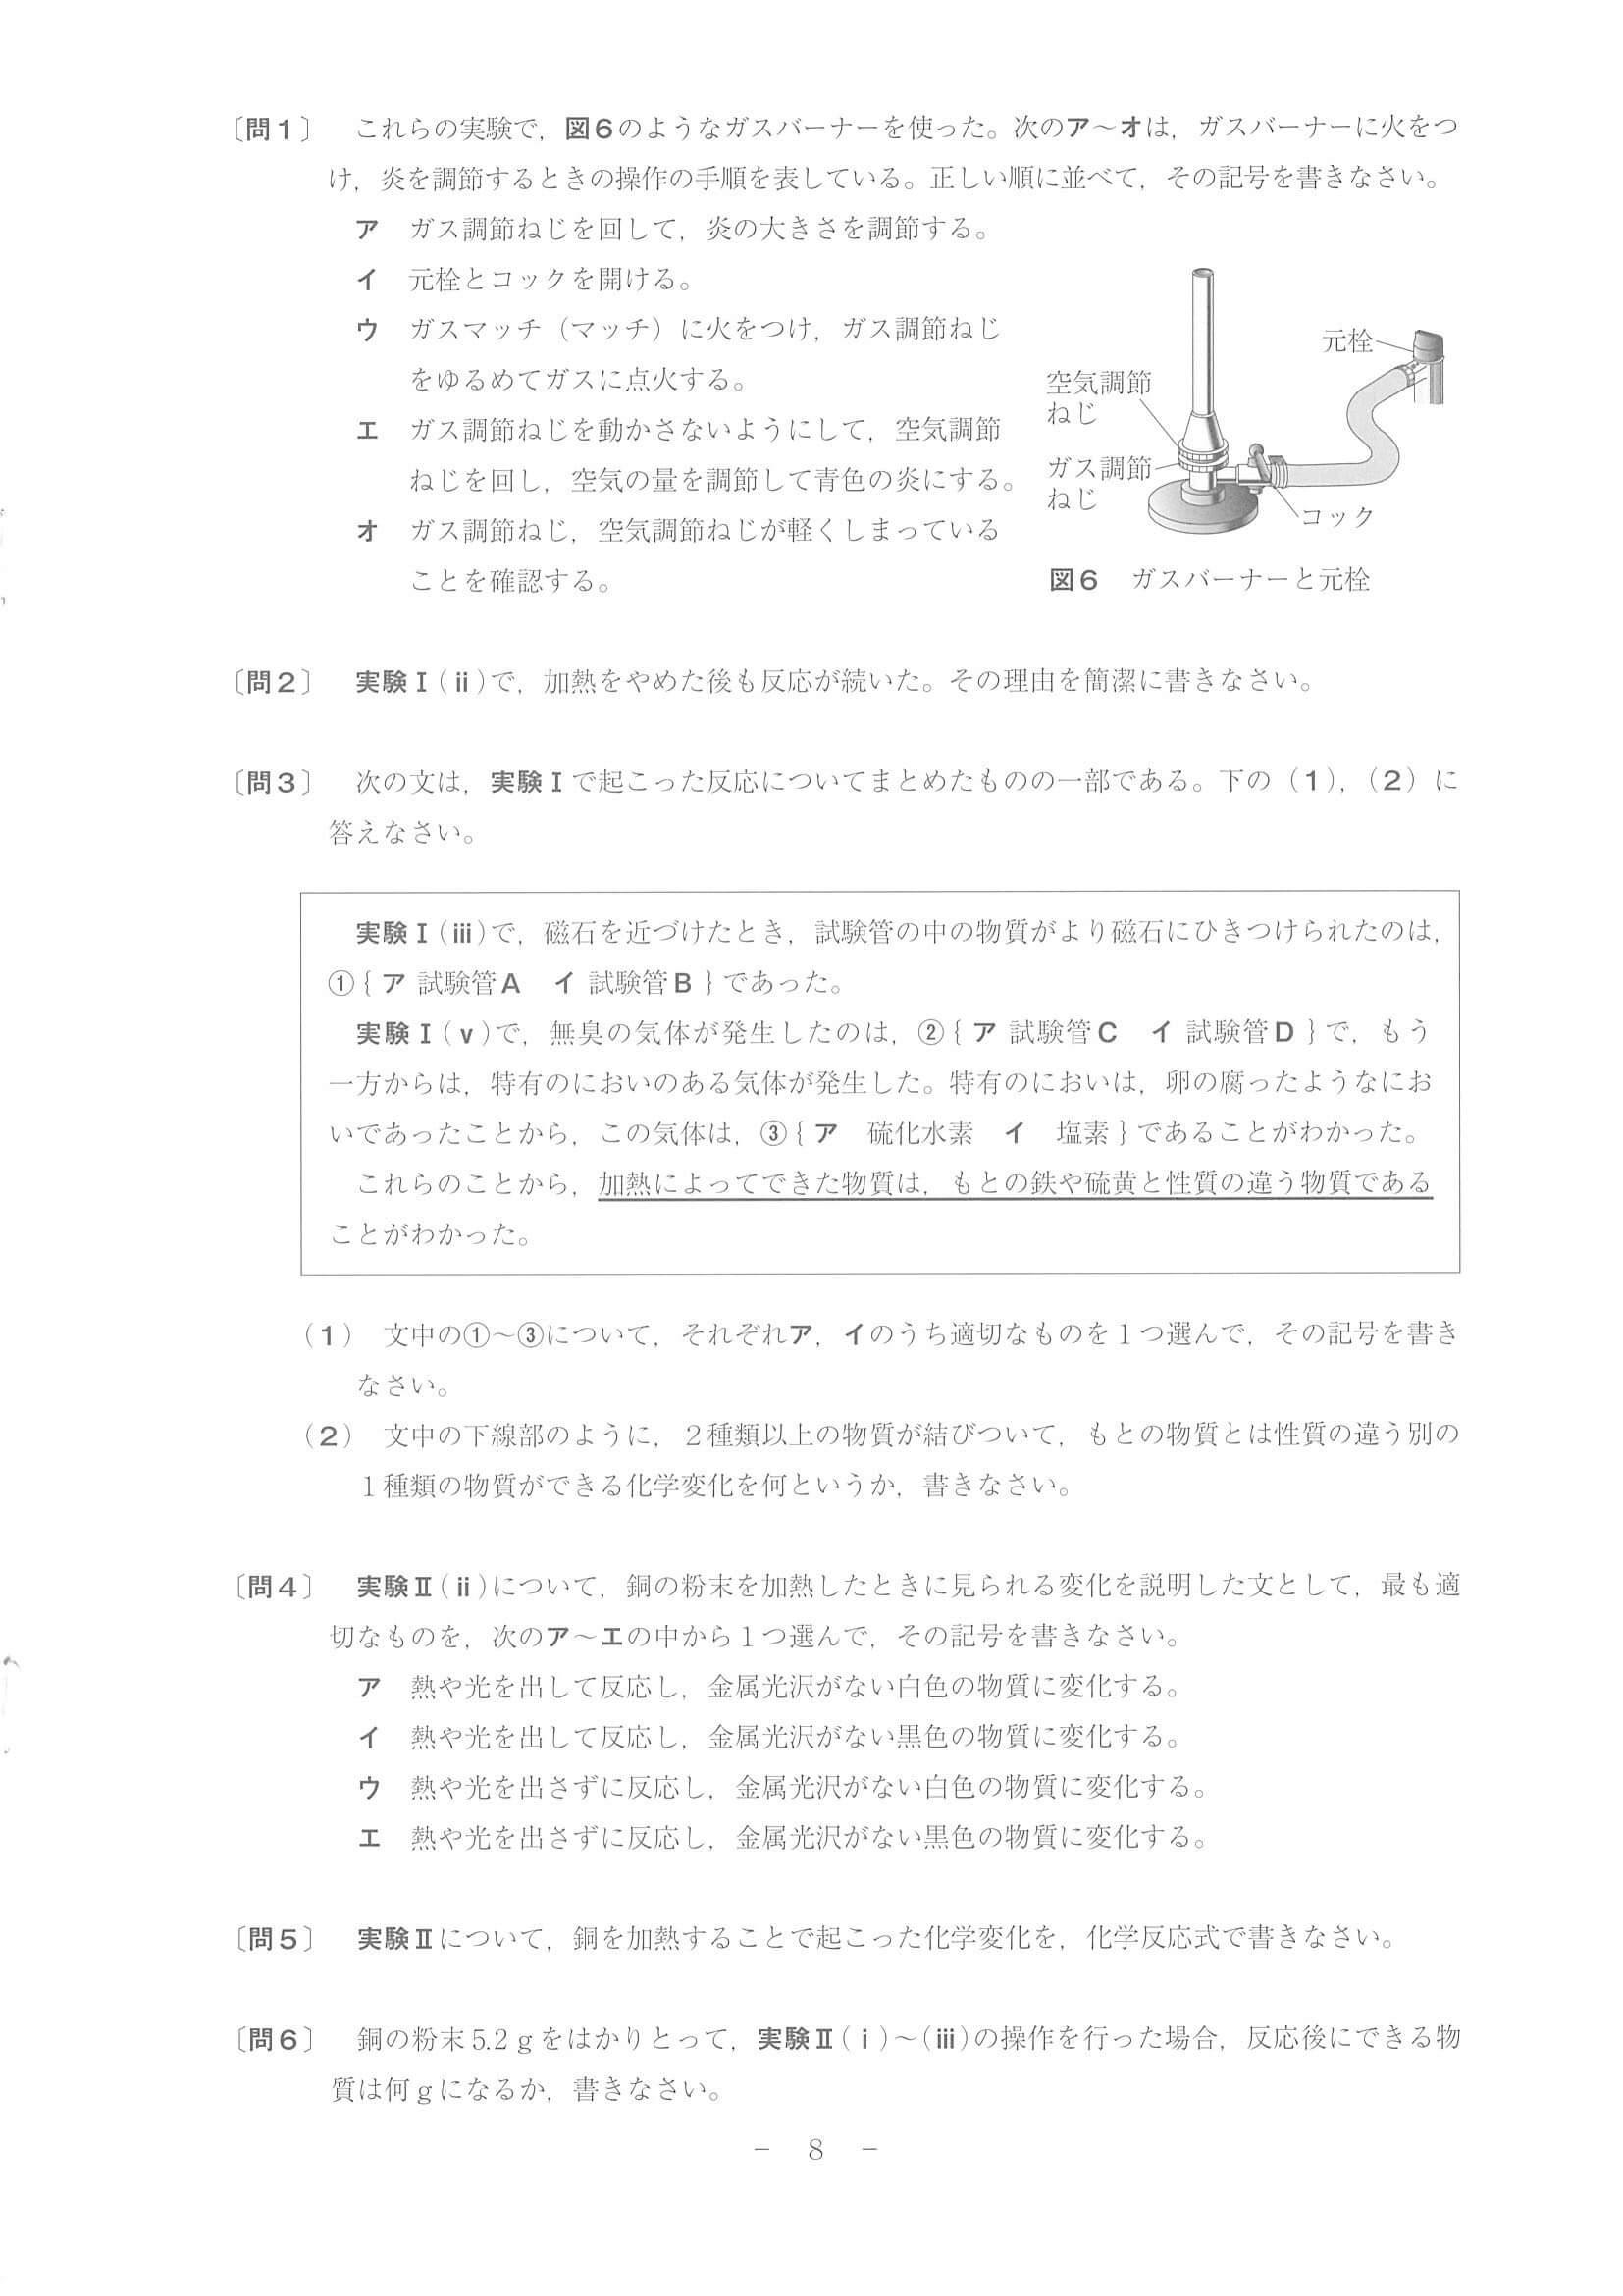 〔問１〕　これらの実験で，図６のようなガスバーナーを使った。次のア～オは，ガスバーナーに火をつ
け，炎を調節するときの操作の手順を表している。正しい順に並べて，その記号を書きなさい。
ア　ガス調節ねじを回して，炎の大きさを調節する。
イ　元栓とコックを開ける。
ウ　ガスマッチ（マッチ）に火をつけ，ガス調節ねじ
をゆるめてガスに点火する。
エ　ガス調節ねじを動かさないようにして，空気調節
ねじを回し，空気の量を調節して青色の炎にする。
オ　ガス調節ねじ，空気調節ねじが軽くしまっている
ことを確認する。
元栓
空気調節
ねじ
ガス調節
ねじ
コック
図６　ガスバーナーと元栓
〔問２〕　実験Ⅰ(ⅱ)で，加熱をやめた後も反応が続いた。その理由を簡潔に書きなさい。
〔問３〕　次の文は，実験Ⅰで起こった反応についてまとめたものの一部である。下の（１），（２）に
答えなさい。
実験Ⅰ(ⅲ)で，磁石を近づけたとき，試験管の中の物質がより磁石にひきつけられたのは，
①{ ア 試験管Ａ　イ 試験管Ｂ }であった。
実験Ⅰ(ⅴ)で，無臭の気体が発生したのは，②{ ア 試験管Ｃ　イ 試験管Ｄ }で，もう
一方からは，特有のにおいのある気体が発生した。特有のにおいは，卵の腐ったようなにお
いであったことから，この気体は，③{ ア　硫化水素　イ　塩素 }であることがわかった。
これらのことから，加熱によってできた物質は，もとの鉄や硫黄と性質の違う物質である
ことがわかった。
（１）　文中の①～③について，それぞれア，イのうち適切なものを１つ選んで，その記号を書き
なさい。
（２）　文中の下線部のように，２種類以上の物質が結びついて，もとの物質とは性質の違う別の
１種類の物質ができる化学変化を何というか，書きなさい。
〔問４〕　実験Ⅱ(ⅱ)について，銅の粉末を加熱したときに見られる変化を説明した文として，最も適
切なものを，次のア～エの中から１つ選んで，その記号を書きなさい。
ア　熱や光を出して反応し，金属光沢がない白色の物質に変化する。
イ　熱や光を出して反応し，金属光沢がない黒色の物質に変化する。
ウ　熱や光を出さずに反応し，金属光沢がない白色の物質に変化する。
エ　熱や光を出さずに反応し，金属光沢がない黒色の物質に変化する。
〔問５〕　実験Ⅱについて，銅を加熱することで起こった化学変化を，化学反応式で書きなさい。
〔問６〕　銅の粉末5.2ｇをはかりとって，実験Ⅱ(ⅰ)～(ⅲ)の操作を行った場合，反応後にできる物
質は何ｇになるか，書きなさい。
－　8　－